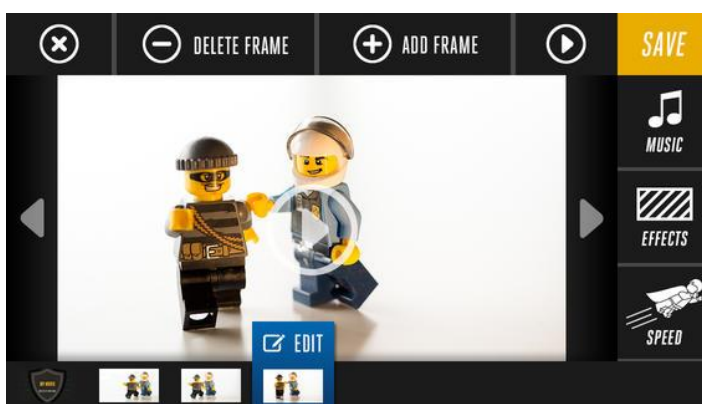 DELETE FRAME
ADD FRAME
SAVE
MUSIC
EFFECTS
SPEED
EDIT